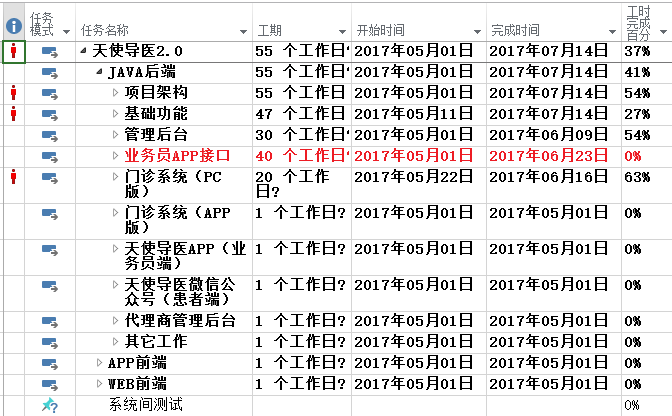 任务模式 任务名称 工期 开始时间 完成时间 工时完成百分
天使导医2.0 55 个工作日? 2017年05月01日 2017年07月14日 37%
JAVA后端 55 个工作日? 2017年05月01日 2017年07月14日 41%
项目架构 55 个工作日 2017年05月01日 2017年07月14日 54%
基础功能 47 个工作日 2017年05月11日 2017年07月14日 27%
管理后台 30 个工作日? 2017年05月01日 2017年06月09日 54%
业务员APP接口 40 个工作日? 2017年05月01日 2017年06月23日 0%
门诊系统（PC 20 个工作 2017年05月22日 2017年06月16日 63%
版） 日?
门诊系统（APP 1 个工作日? 2017年05月01日 2017年05月01日 0%
版）
天使导医APP（业 1 个工作日? 2017年05月01日 2017年05月01日 0%
务员端）
天使导医微信公 1 个工作日? 2017年05月01日 2017年05月01日 0%
众号（患者端）
代理商管理后台 1 个工作日? 2017年05月01日 2017年05月01日 0%
其它工作 1 个工作日? 2017年05月01日 2017年05月01日 0%
APP前端 1 个工作日? 2017年05月01日 2017年05月01日 0%
WEB前端 1 个工作日? 2017年05月01日 2017年05月01日 0%
系统间测试 0%